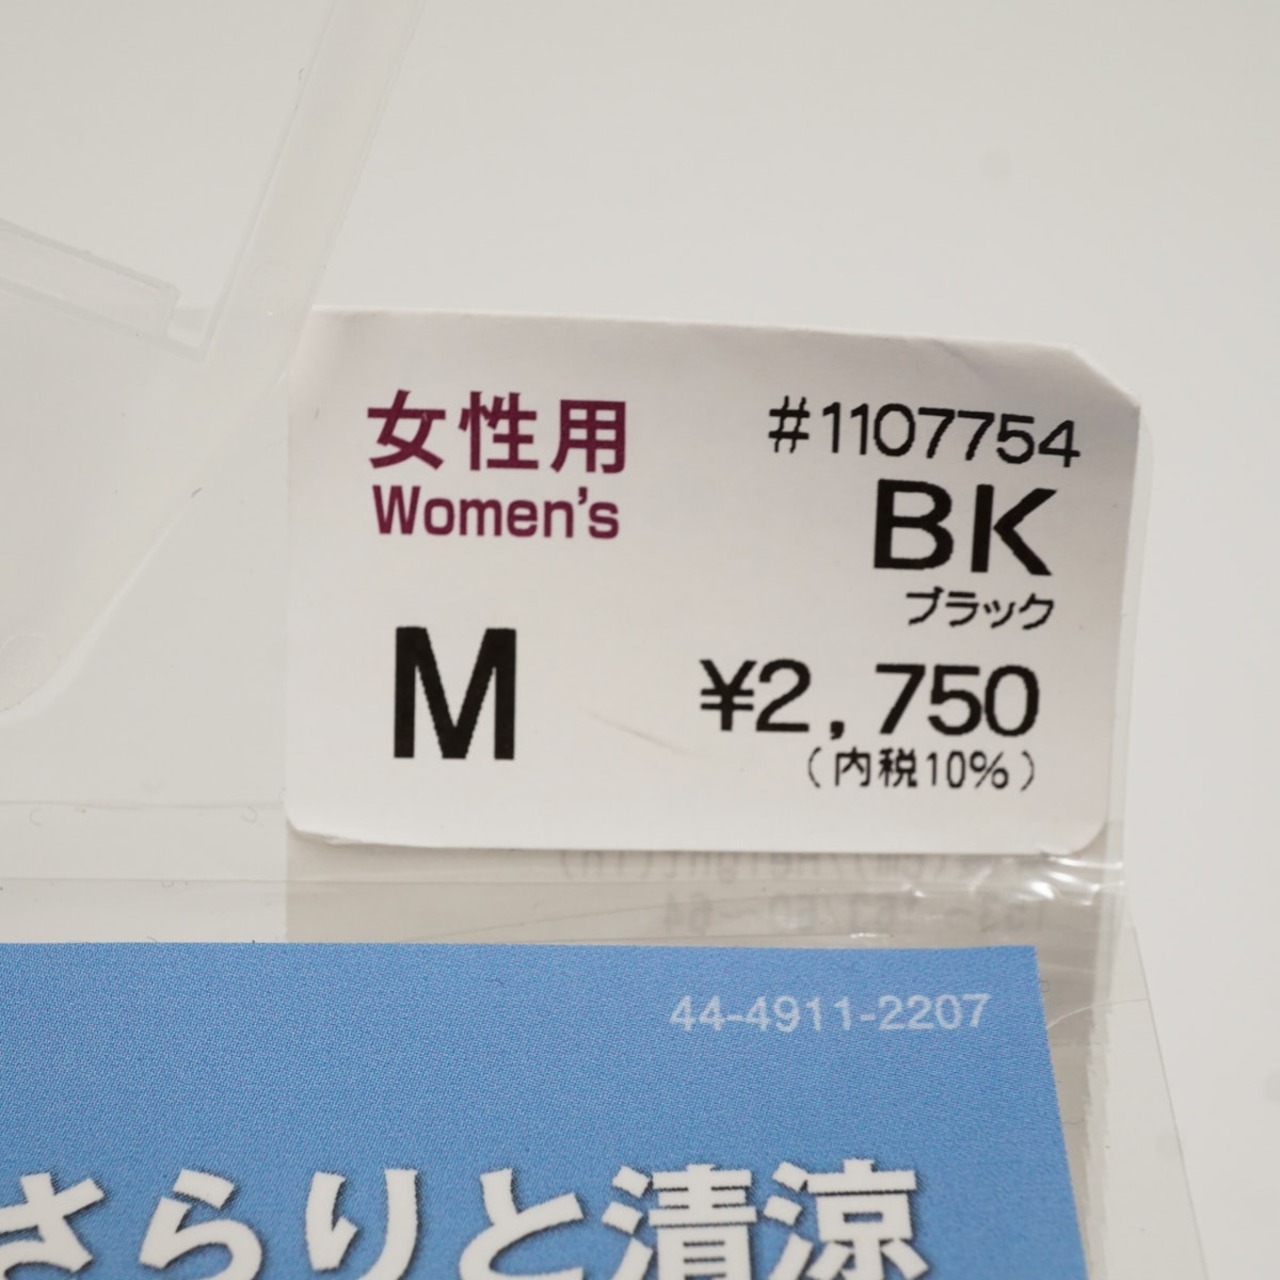 女性用
Women's
M
#1107754
BK
ブラック
¥2,750
(内税10%)
44-4911-2207
さらりと清涼